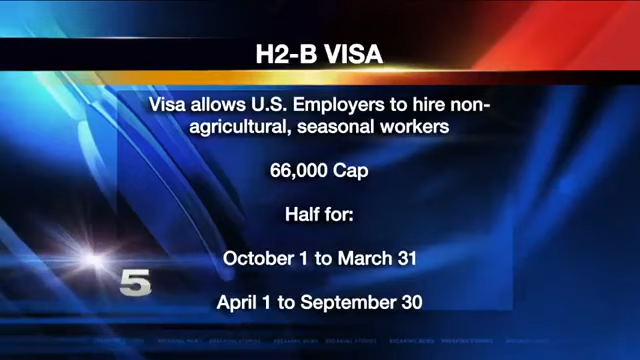 H2-B VISA
Visa allows U.S. Employers to hire non-
agricultural, seasonal workers
66,000 Cap
Half for:
October 1 to March 31
5
April 1 to September 30